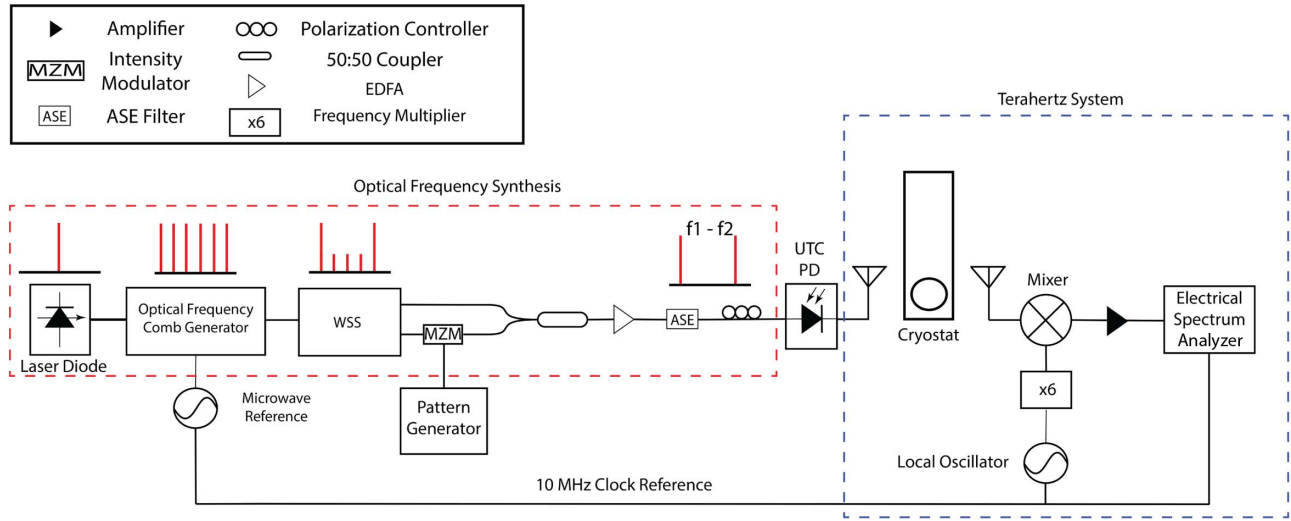 Amplifier
Polarization Controller
MZM
Intensity
Modulator
50:50 Coupler
EDFA
ASE
ASE Filter
x6
Frequency Multiplier
Terahertz System
Optical Frequency Synthesis
f1 - f2
UTC
PD
Mixer
Optical Frequency
Comb Generator
WSS
MZM
ASE
Cryostat
Electrical
Spectrum
Analyzer
Laser Diode
Microwave
Reference
Pattern
Generator
x6
Local Oscillator
10 MHz Clock Reference